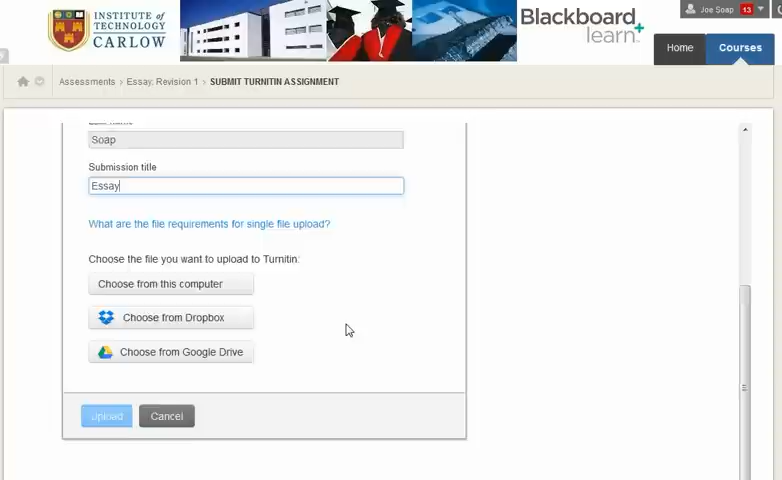 INSTITUTE of
TECHNOLOGY
CARLOW
Blackboard
learn+
Joe Soap 13
Home
Courses
Assessments > Essay: Revision 1 > SUBMIT TURNITIN ASSIGNMENT
Soap
Submission title
Essay
What are the file requirements for single file upload?
Choose the file you want to upload to Turnitin:
Choose from this computer
Choose from Dropbox
Choose from Google Drive
Upload
Cancel